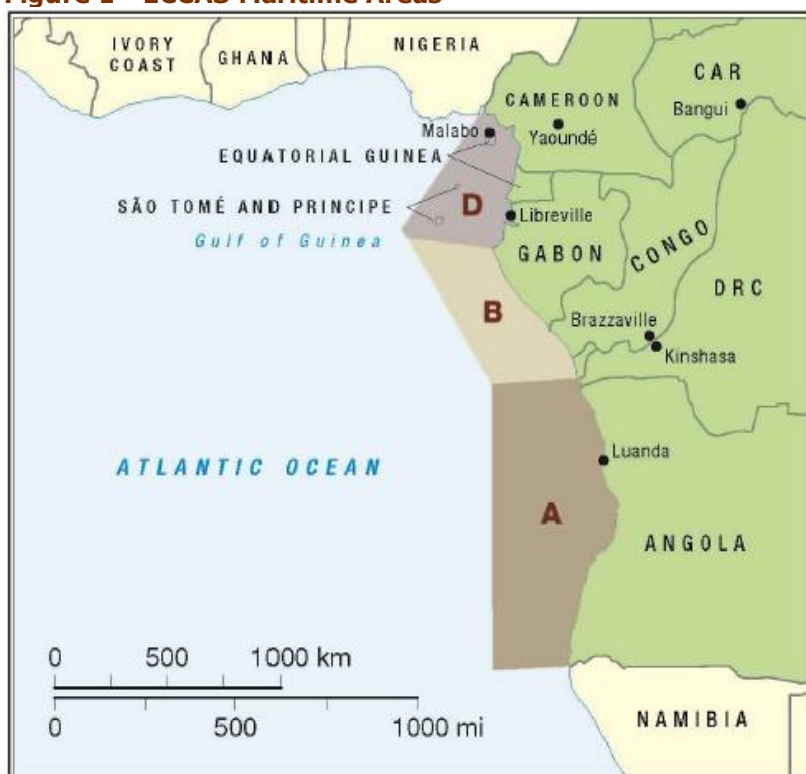 Figure 1 - ECCAS Maritime Areas
IVORY
COAST
GHANA
NIGERIA
CAR
Bangui
CAMEROON
Yaoundé
Malabo
EQUATORIAL GUINEA
SÃO TOMÉ AND PRINCIPE
D
Libreville
Gulf of Guinea
GABON
CONGO
DRC
B
Brazzaville
Kinshasa
ATLANTIC OCEAN
Luanda
A
ANGOLA
0 500 1000 km
0 500 1000 mi
NAMIBIA